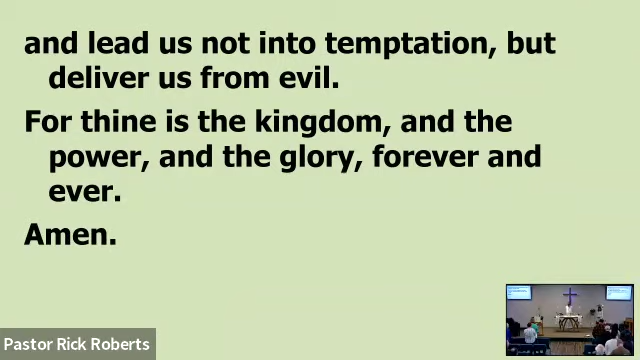 and lead us not into temptation, but
deliver us from evil.
For thine is the kingdom, and the
power, and the glory, forever and
ever.
Amen.
Pastor Rick Roberts